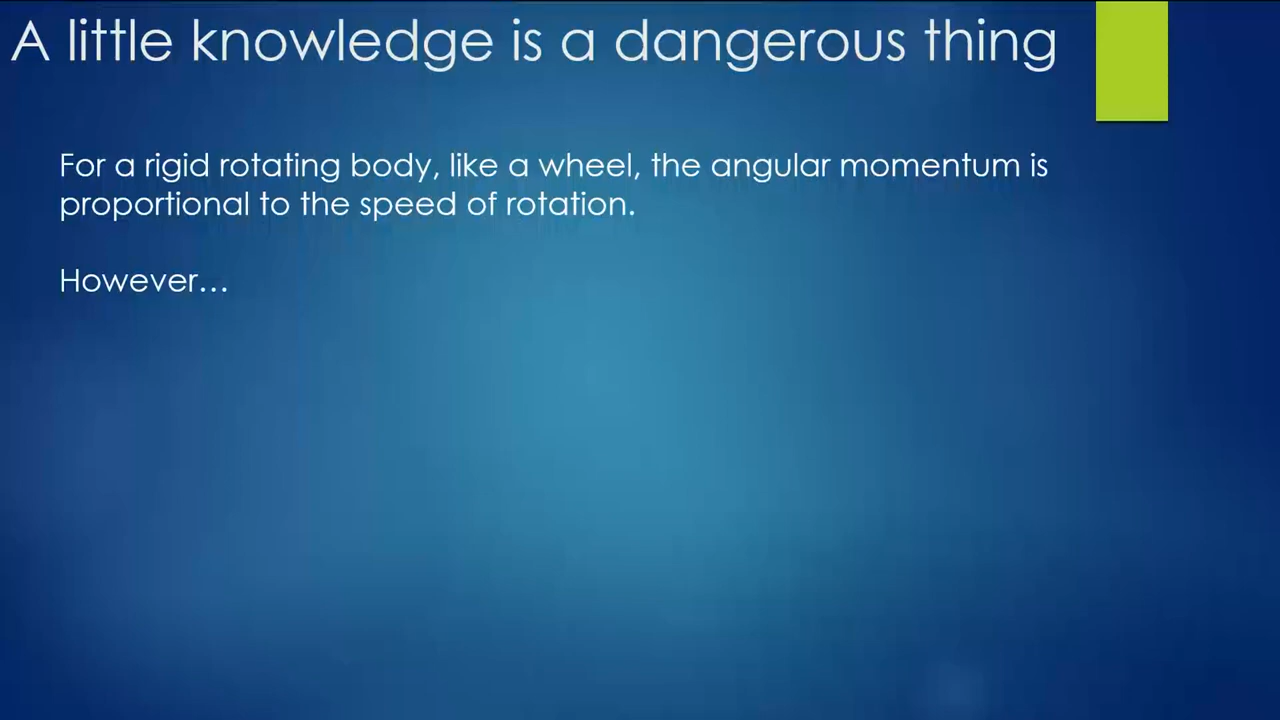 A little knowledge is a dangerous thing
For a rigid rotating body, like a wheel, the angular momentum is
proportional to the speed of rotation.
However…